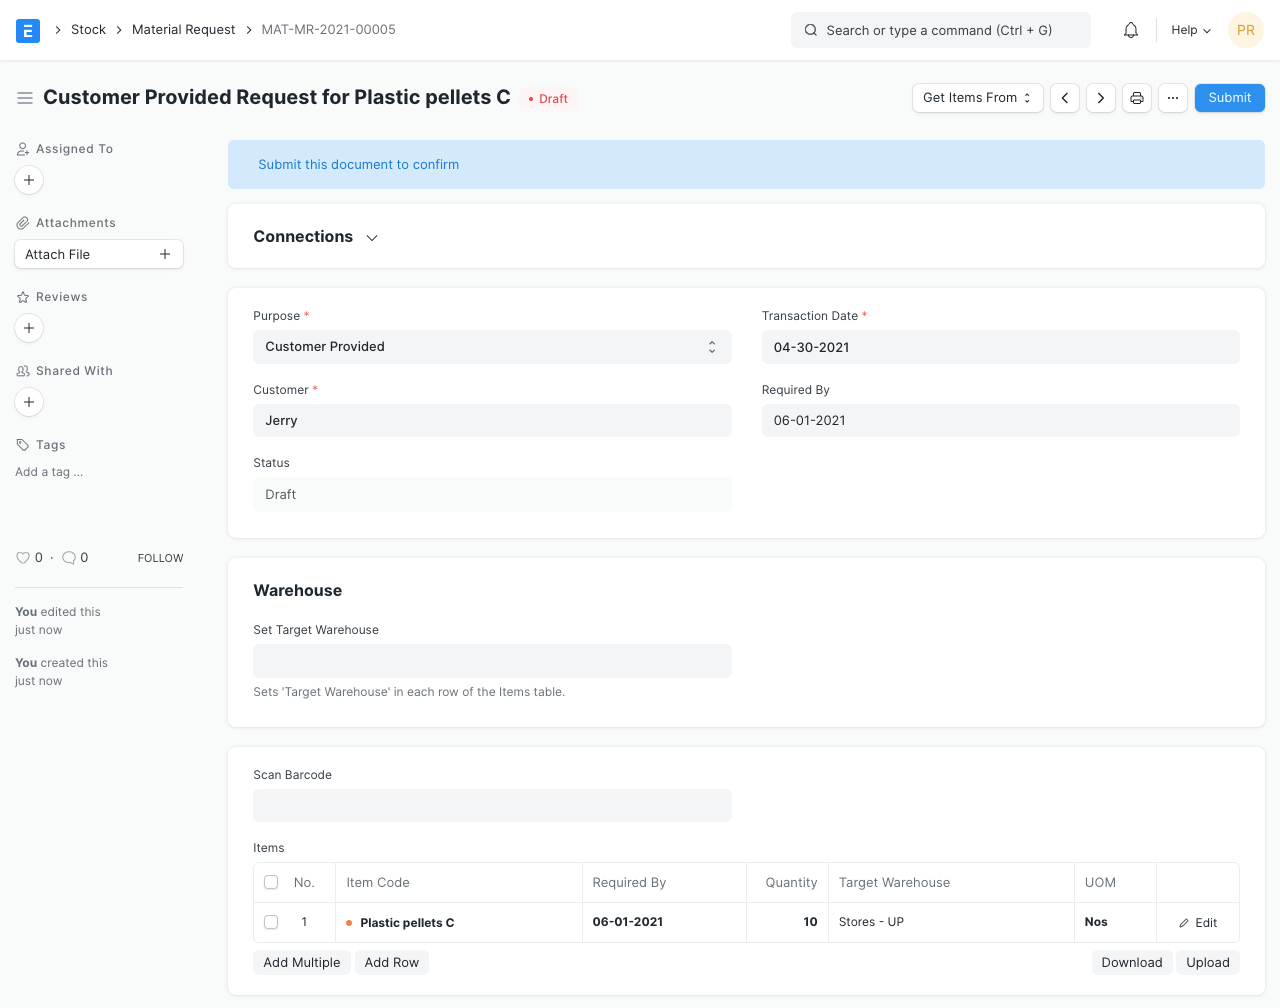 E
Stock
Material Request
MAT-MR-2021-00005
Search or type a command (Ctrl + G)
Help
PR
Customer Provided Request for Plastic pellets C
Draft
Get Items From
...
Submit
Assigned To
+
Attachments
Attach File +
Reviews
+
Shared With
+
Tags
Add a tag ...
0 · 0
FOLLOW
You edited this
just now
You created this
just now
Submit this document to confirm
Connections
Purpose *
Customer Provided
Transaction Date *
04-30-2021
Customer *
Jerry
Required By
06-01-2021
Status
Draft
Warehouse
Set Target Warehouse
Sets 'Target Warehouse' in each row of the Items table.
Scan Barcode
Items
No. Item Code Required By Quantity Target Warehouse UOM
1 Plastic pellets C 06-01-2021 10 Stores - UP Nos Edit
Add Multiple Add Row Download Upload